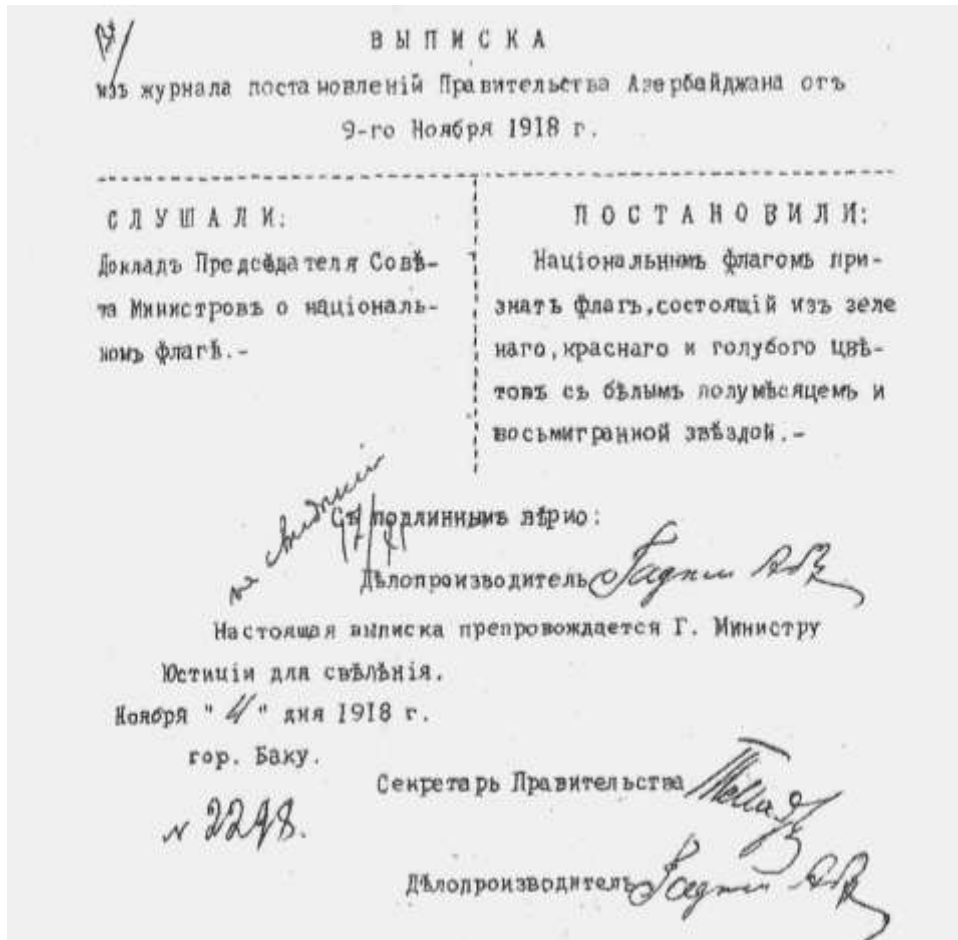 ВЫПИСКА
изъ журнала постановленій Правительства Азербайджана отъ
9-го Ноября 1918 г.
СЛУШАЛИ:
Докладъ Предсѣдателя Совѣ-
та Министровъ о націоналъ-
номъ флагѣ.-
ПОСТАНОВИЛИ:
Національнымъ флагомъ при-
знать флагъ,состоящій изъ зеле
наго,краснаго и голубого цвѣ-
товъ съ бѣлымъ полумѣсяцемъ и
восьмигранной звѣздой.-
Съ подлиннымъ вѣрно:
Дѣлопроизводитель
Настоящая выписка препровождается Г. Министру
Юстиціи для свѣдѣнія.
Ноября " " дня 1918 г.
гор. Баку.
Секретарь Правительства
№ 2298.
Дѣлопроизводитель